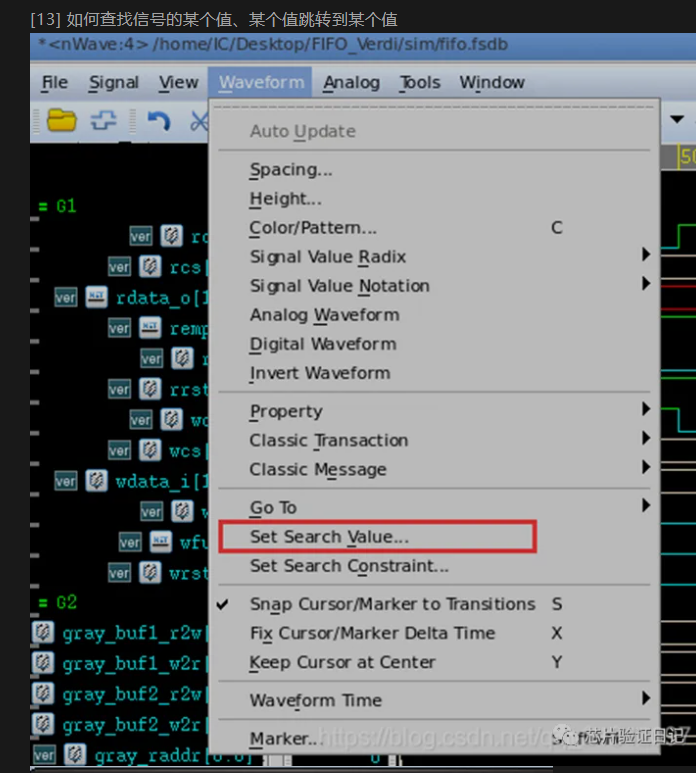 [13] 如何查找信号的某个值、某个值跳转到某个值
*<nWave:4> /home/IC/Desktop/FIFO_Verdi/sim/fifo.fsdb
File Signal View Waveform Analog Tools Window
Auto Update
50
Spacing...
= G1
Height...
Color/Pattern... C
ver
Signal Value Radix
ver rcs[
Signal Value Notation
ver rdata_o[1
Analog Waveform
ver remp
Digital Waveform
ver r
Invert Waveform
ver rrst
Property
ver
Classic Transaction
ver wcs[
Classic Message
ver wdata_i[1
Go To
ver
Set Search Value...
ver wfu
Set Search Constraint...
ver wrst
= G2
Snap Cursor/Marker to Transitions S
gray_buf1_r2w[
Fix Cursor/Marker Delta Time X
gray_buf1_w2r[
Keep Cursor at Center Y
gray_buf2_r2w[
Waveform Time
gray_buf2_w2r[
Marker...
https://blog.csdn.net/
芯片验证日记
ver gray_raddr[6:0]